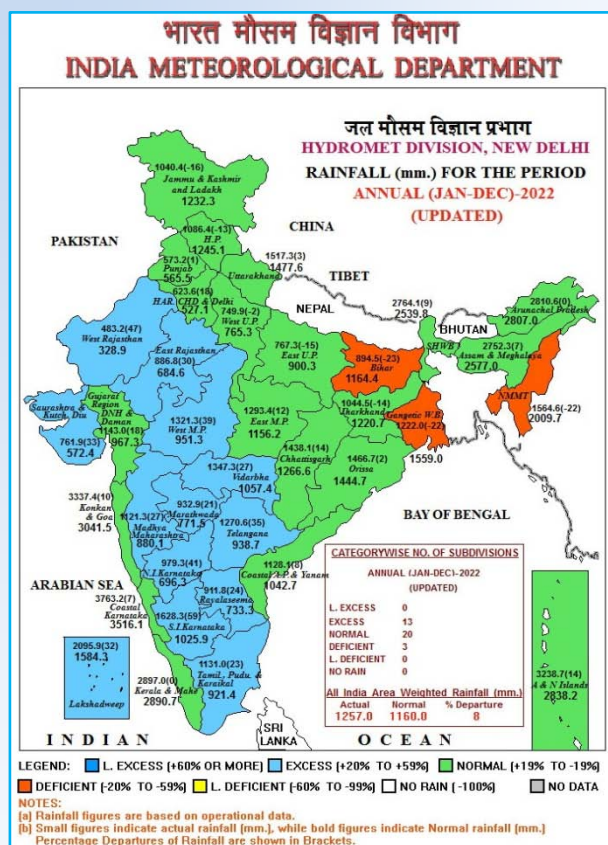 भारत मौसम विज्ञान विभाग
INDIA METEOROLOGICAL DEPARTMENT
जल मौसम विज्ञान प्रभाग
HYDROMET DIVISION, NEW DELHI
RAINFALL (mm.) FOR THE PERIOD
ANNUAL (JAN-DEC)-2022
(UPDATED)
1040.4(-16)
Jammu & Kashmir
and Ladakh
1232.3
CHINA
1086.4(-13)
H.P.
1245.1
PAKISTAN
573.2(1)
Punjab
565.5
1517.3(3)
1477.6
Uttarakhand
TIBET
623.6(18)
HAR. CHD & Delhi
527.1
749.9(-2)
West U.P.
765.3
NEPAL
2764.1(9)
2539.8
BHUTAN
2810.6(0)
Arunachal Pradesh
2807.0
483.2(47)
West Rajasthan
328.9
East Rajasthan
886.8(30)
684.6
767.3(-15)
East U.P.
900.3
894.5(-23)
Bihar
1164.4
SHWB
2752.3(7)
Assam & Meghalaya
2577.0
Gujarat
Region
DNH &
Daman
1143.0(18)
967.3
Saurashtra &
Kutch, Diu
761.9(33)
572.4
1321.3(39)
West M.P.
951.3
1293.4(12)
East M.P.
1156.2
1044.5(-14)
Jharkhand
1220.7
Gangetic W.B.
1222.0(-22)
1559.0
NMMT
1564.6(-22)
2009.7
1438.1(14)
Chhattisgarh
1266.6
1466.7(2)
Orissa
1444.7
1347.3(27)
Vidarbha
1057.4
3337.4(10)
Konkan
& Goa
3041.5
1121.3(27)
Madhya
Maharashtra
880.1
932.9(21)
Marathwada
771.5
1270.6(35)
Telangana
938.7
BAY OF BENGAL
ARABIAN SEA
979.3(41)
N.I.Karnataka
696.3
1128.1(8)
Coastal A.P.& Yanam
1042.7
3763.2(7)
Coastal
Karnataka
3516.1
911.8(24)
Rayalaseema
733.3
1628.3(59)
S.I.Karnataka
1025.9
2095.9(32)
1584.3
Lakshadweep
1131.0(23)
Tamil, Pudu. &
Karaikal
921.4
2897.0(0)
Kerala & Mahe
2890.7
3238.7(14)
A & N Islands
2838.2
CATEGORYWISE NO. OF SUBDIVISIONS
ANNUAL (JAN-DEC)-2022
(UPDATED)
L. EXCESS 0
EXCESS 13
NORMAL 20
DEFICIENT 3
L. DEFICIENT 0
NO RAIN 0
All India Area Weighted Rainfall (mm.)
Actual Normal % Departure
1257.0 1160.0 8
SRI
LANKA
INDIAN OCEAN
LEGEND: L. EXCESS (+60% OR MORE) EXCESS (+20% TO +59%) NORMAL (+19% TO -19%)
DEFICIENT (-20% TO -59%) L. DEFICIENT (-60% TO -99%) NO RAIN (-100%) NO DATA
NOTES:
(a) Rainfall figures are based on operational data.
(b) Small figures indicate actual rainfall (mm.), while bold figures indicate Normal rainfall (mm.)
Percentage Departures of Rainfall are shown in Brackets.